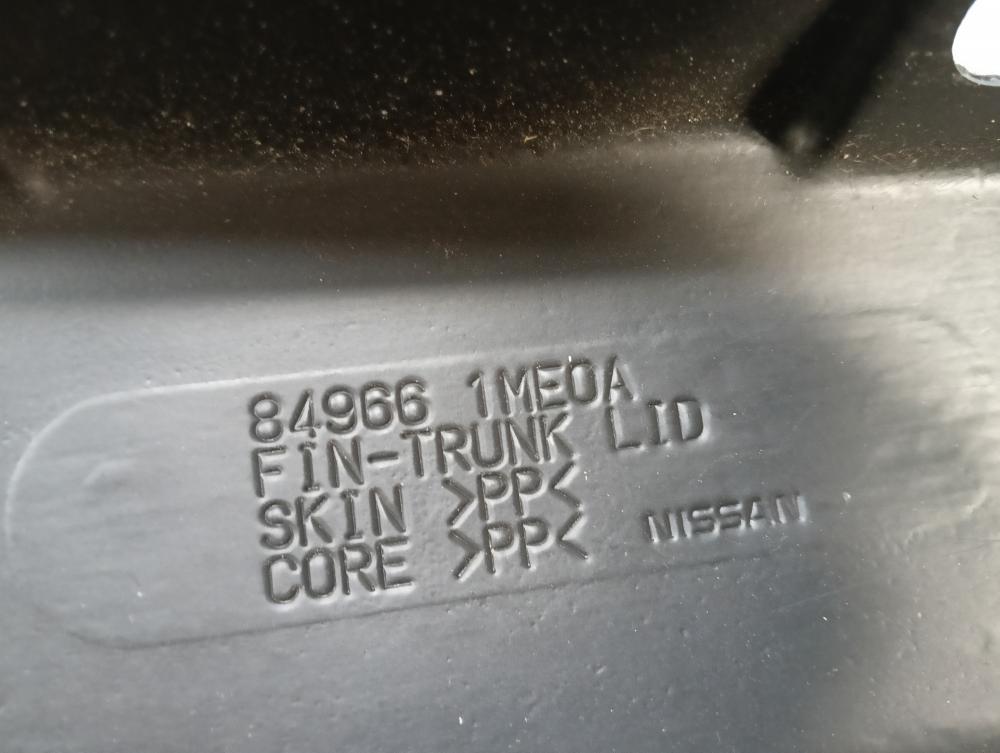 84966 1ME0A
FIN-TRUNK LID
SKIN >PP<
CORE >PP<
NISSAN